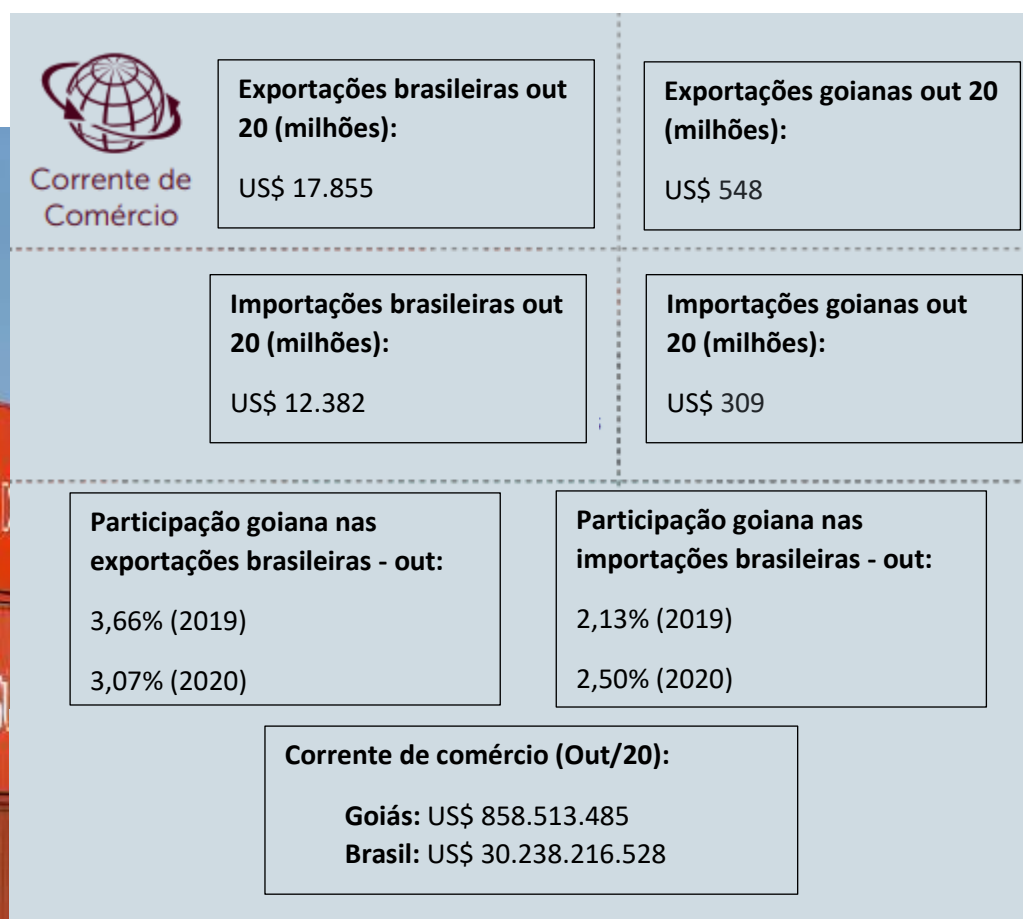 Corrente de
Comércio
Exportações brasileiras out
20 (milhões):
US$ 17.855
Exportações goianas out 20
(milhões):
US$ 548
Importações brasileiras out
20 (milhões):
US$ 12.382
Importações goianas out
20 (milhões):
US$ 309
Participação goiana nas
exportações brasileiras - out:
3,66% (2019)
3,07% (2020)
Participação goiana nas
importações brasileiras - out:
2,13% (2019)
2,50% (2020)
Corrente de comércio (Out/20):
Goiás: US$ 858.513.485
Brasil: US$ 30.238.216.528